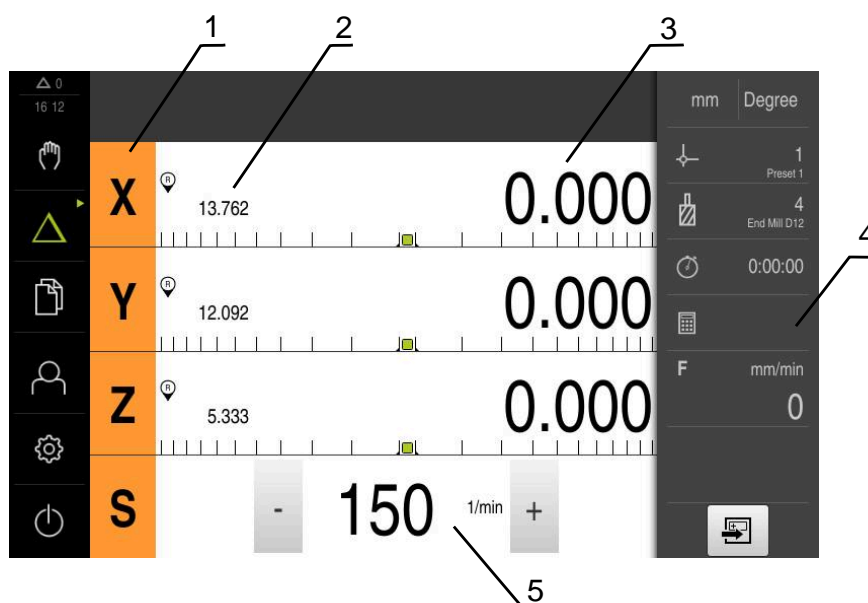 1 2 3
0
16 12
mm Degree
X R 13.762 0.000
1
Preset 1
4
End Mill D12
4
Y R 12.092 0.000
0:00:00
Z R 5.333 0.000
F mm/min
0
S - 150 1/min +
5